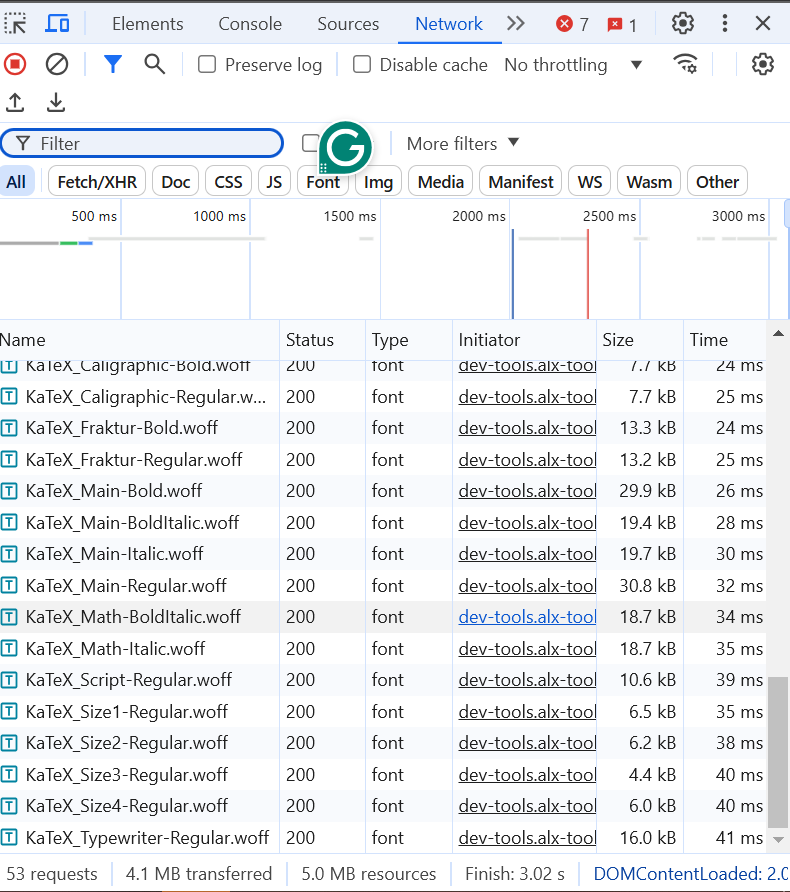 Elements Console Sources Network 7 1
Preserve log Disable cache No throttling
Filter G More filters
All Fetch/XHR Doc CSS JS Font Img Media Manifest WS Wasm Other
500 ms 1000 ms 1500 ms 2000 ms 2500 ms 3000 ms
Name Status Type Initiator Size Time
KaTeX_Caligraphic-Bold.woff 200 font dev-tools.alx-tool 7.7 kB 24 ms
KaTeX_Caligraphic-Regular.w... 200 font dev-tools.alx-tool 7.7 kB 25 ms
KaTeX_Fraktur-Bold.woff 200 font dev-tools.alx-tool 13.3 kB 24 ms
KaTeX_Fraktur-Regular.woff 200 font dev-tools.alx-tool 13.2 kB 25 ms
KaTeX_Main-Bold.woff 200 font dev-tools.alx-tool 29.9 kB 26 ms
KaTeX_Main-BoldItalic.woff 200 font dev-tools.alx-tool 19.4 kB 28 ms
KaTeX_Main-Italic.woff 200 font dev-tools.alx-tool 19.7 kB 30 ms
KaTeX_Main-Regular.woff 200 font dev-tools.alx-tool 30.8 kB 32 ms
KaTeX_Math-BoldItalic.woff 200 font dev-tools.alx-tool 18.7 kB 34 ms
KaTeX_Math-Italic.woff 200 font dev-tools.alx-tool 18.7 kB 35 ms
KaTeX_Script-Regular.woff 200 font dev-tools.alx-tool 10.6 kB 39 ms
KaTeX_Size1-Regular.woff 200 font dev-tools.alx-tool 6.5 kB 35 ms
KaTeX_Size2-Regular.woff 200 font dev-tools.alx-tool 6.2 kB 38 ms
KaTeX_Size3-Regular.woff 200 font dev-tools.alx-tool 4.4 kB 40 ms
KaTeX_Size4-Regular.woff 200 font dev-tools.alx-tool 6.0 kB 40 ms
KaTeX_Typewriter-Regular.woff 200 font dev-tools.alx-tool 16.0 kB 41 ms
53 requests 4.1 MB transferred 5.0 MB resources Finish: 3.02 s DOMContentLoaded: 2.0